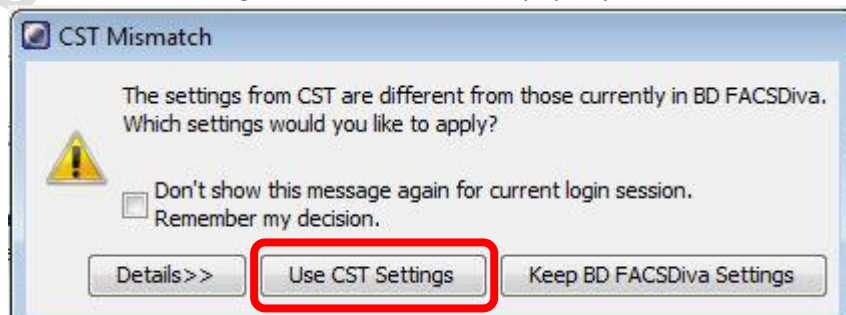 CST Mismatch
The settings from CST are different from those currently in BD FACSDiva.
Which settings would you like to apply?
Don't show this message again for current login session.
Remember my decision.
Details>>
Use CST Settings
Keep BD FACSDiva Settings